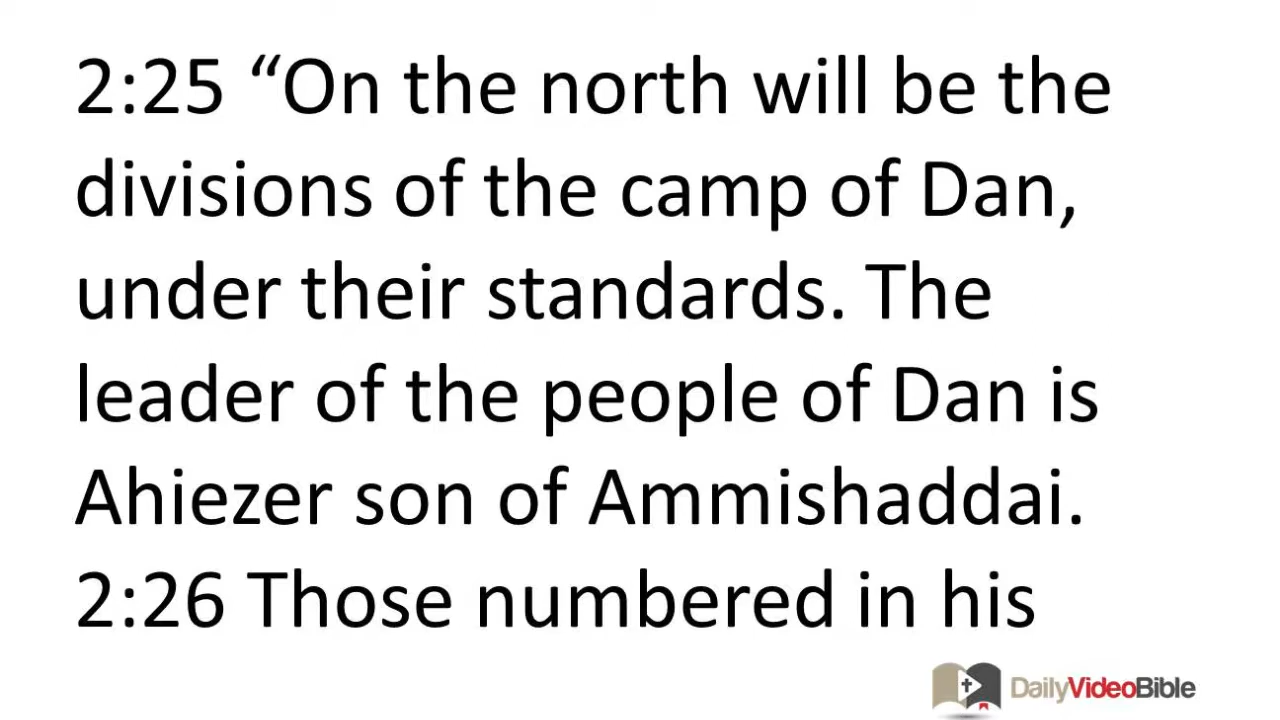 2:25 “On the north will be the
divisions of the camp of Dan,
under their standards. The
leader of the people of Dan is
Ahiezer son of Ammishaddai.
2:26 Those numbered in his
DailyVideoBible